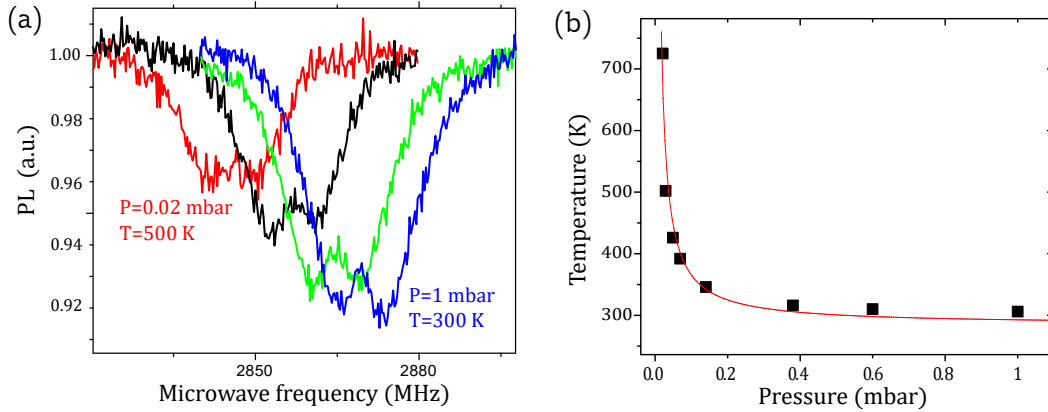 (a)
1.00
0.98
0.96
0.94
0.92
PL (a.u.)
P=0.02 mbar
T=500 K
P=1 mbar
T=300 K
2850
2880
Microwave frequency (MHz)
(b)
700
600
500
400
300
Temperature (K)
0.0
0.2
0.4
0.6
0.8
1
Pressure (mbar)